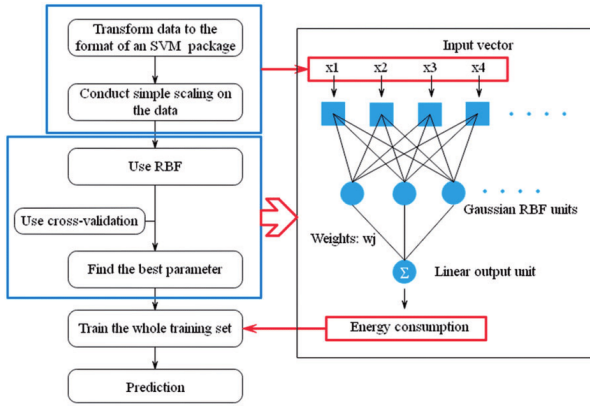 Transform data to the
format of an SVM package
Conduct simple scaling on
the data
Use RBF
Use cross-validation
Find the best parameter
Train the whole training set
Prediction
Input vector
x1 x2 x3 x4
Gaussian RBF units
Weights: wj
Σ
Linear output unit
Energy consumption